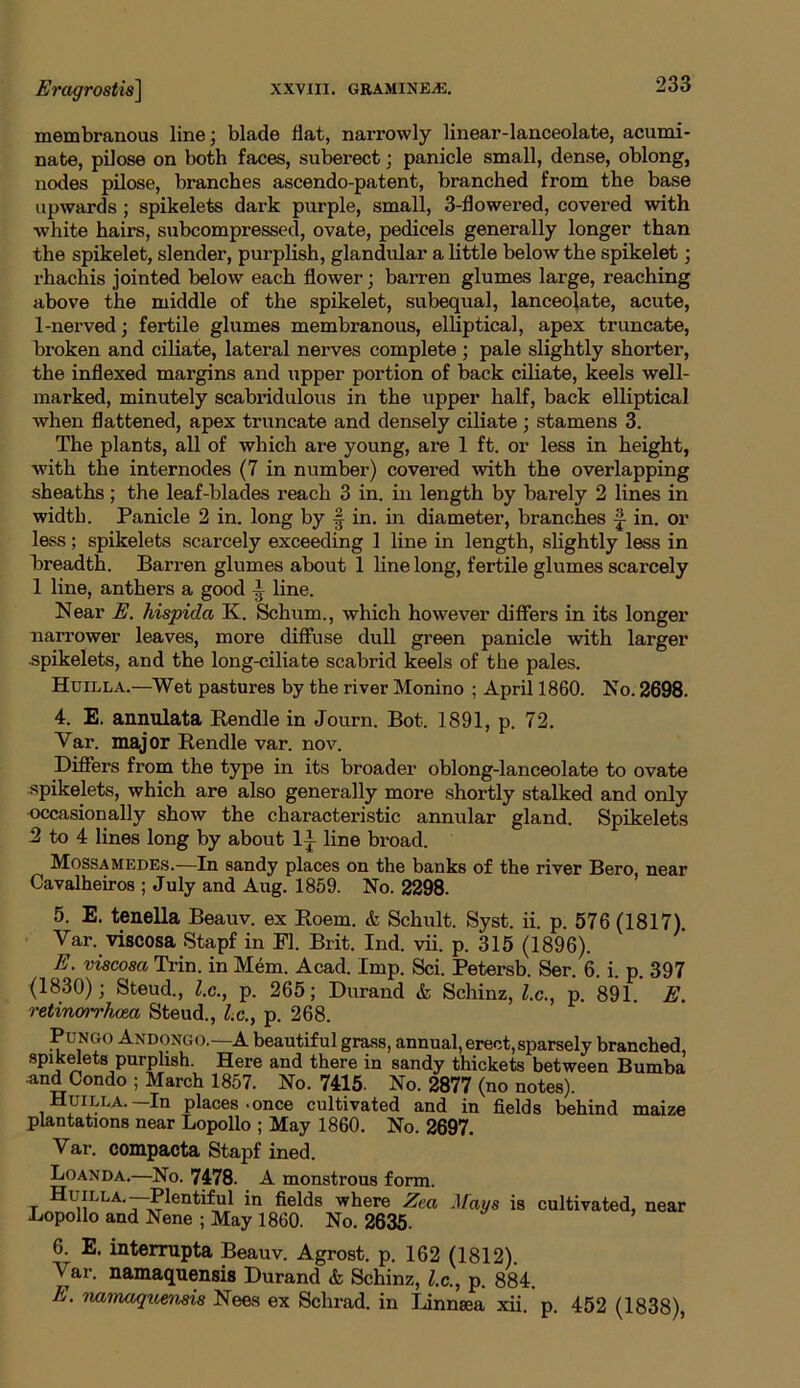 Eragrostis] XXVIII. GRAMINEÆ. 233
membranous line; blade flat, narrowly linear-lanceolate, acumi-
nate, pilose on both faces, suberect; panicle small, dense, oblong,
nodes pilose, branches ascendo-patent, branched from the base
upwards; spikelets dark purple, small, 3-flowered, covered with
white hairs, subcompressed, ovate, pedicels generally longer than
the spikelet, slender, purplish, glandular a little below the spikelet;
rhachis jointed below each flower; barren glumes large, reaching
above the middle of the spikelet, subequal, lanceolate, acute,
1-nerved; fertile glumes membranous, elliptical, apex truncate,
broken and ciliate, lateral nerves complete; pale slightly shorter,
the inflexed margins and upper portion of back ciliate, keels well-
marked, minutely scabridulous in the upper half, back elliptical
when flattened, apex truncate and densely ciliate; stamens 3.
The plants, all of which are young, are 1 ft. or less in height,
with the internodes (7 in number) covered with the overlapping
sheaths; the leaf-blades reach 3 in. in length by barely 2 lines in
width. Panicle 2 in. long by in. in diameter, branches ¾ in. or
less; spikelets scarcely exceeding 1 line in length, slightly less in
breadth. Barren glumes about 1 line long, fertile glumes scarcely
1 line, anthers a good line.
Near E. hispida K. Schum., which however differs in its longer
narrower leaves, more diffuse dull green panicle with larger
spikelets, and the long-ciliate scabrid keels of the pales.
HUILLA.—Wet pastures by the river Monino; April 1860. No. 2698.
4. E. annulata Rendle in Journ. Bot. 1891, p. 72.
Var. major Rendle var. nov.
Differs from the type in its broader oblong-lanceolate to ovate
spikelets, which are also generally more shortly stalked and only
occasionally show the characteristic annular gland. Spikelets
2 to 4 lines long by about 1¼ line broad.
MOSSAMEDES.—In sandy places on the banks of the river Bero, near
Cavalheiros; July and Aug. 1859. No. 2298.
5. E. tenella Beauv. ex Roem. & Schult. Syst. ii. p. 576 (1817).
Var. viscosa Stapf in Fl. Brit. Ind. vii. p. 315 (1896).
E. viscosa Trin. in Mém. Acad. Imp. Sci. Petersb. Ser. 6. i. p. 397
(1830); Steud., l.c., p. 265; Durand & Schinz, l.c., p. 891. E.
retinorrhœa Steud., l.c., p. 268.
PUNGO ANDONGO.—A beautiful grass, annual, erect, sparsely branched,
spikelets purplish. Here and there in sandy thickets between Bumba
and Condo; March 1857. No. 7415. No. 2877 (no notes).
HUILLA.—In places once cultivated and in fields behind maize
plantations near Lopollo; May 1860. No. 2697.
Var. compacta Stapf ined.
LOANDA.—No. 7478. A monstrous form.
HUILLA.—Plentiful in fields where Zea Mays is cultivated, near
Lopollo and Nene; May 1860. No. 2635.
6. E. interrupta Beauv. Agrost. p. 162 (1812).
Var. namaquensis Durand & Schinz, l.c., p. 884.
E. namaquensis Nees ex Schrad. in Linnæa xii. p. 452 (1838),